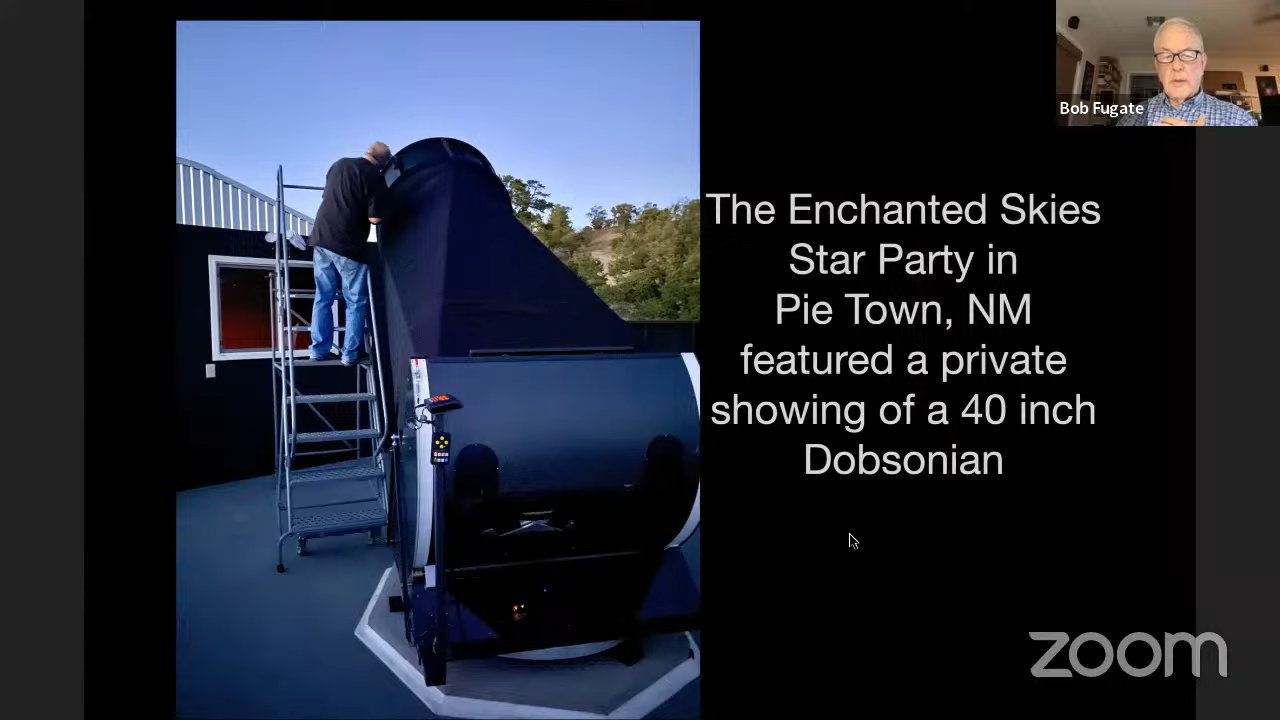 Bob Fugate
The Enchanted Skies
Star Party in
Pie Town, NM
featured a private
showing of a 40 inch
Dobsonian
zoom